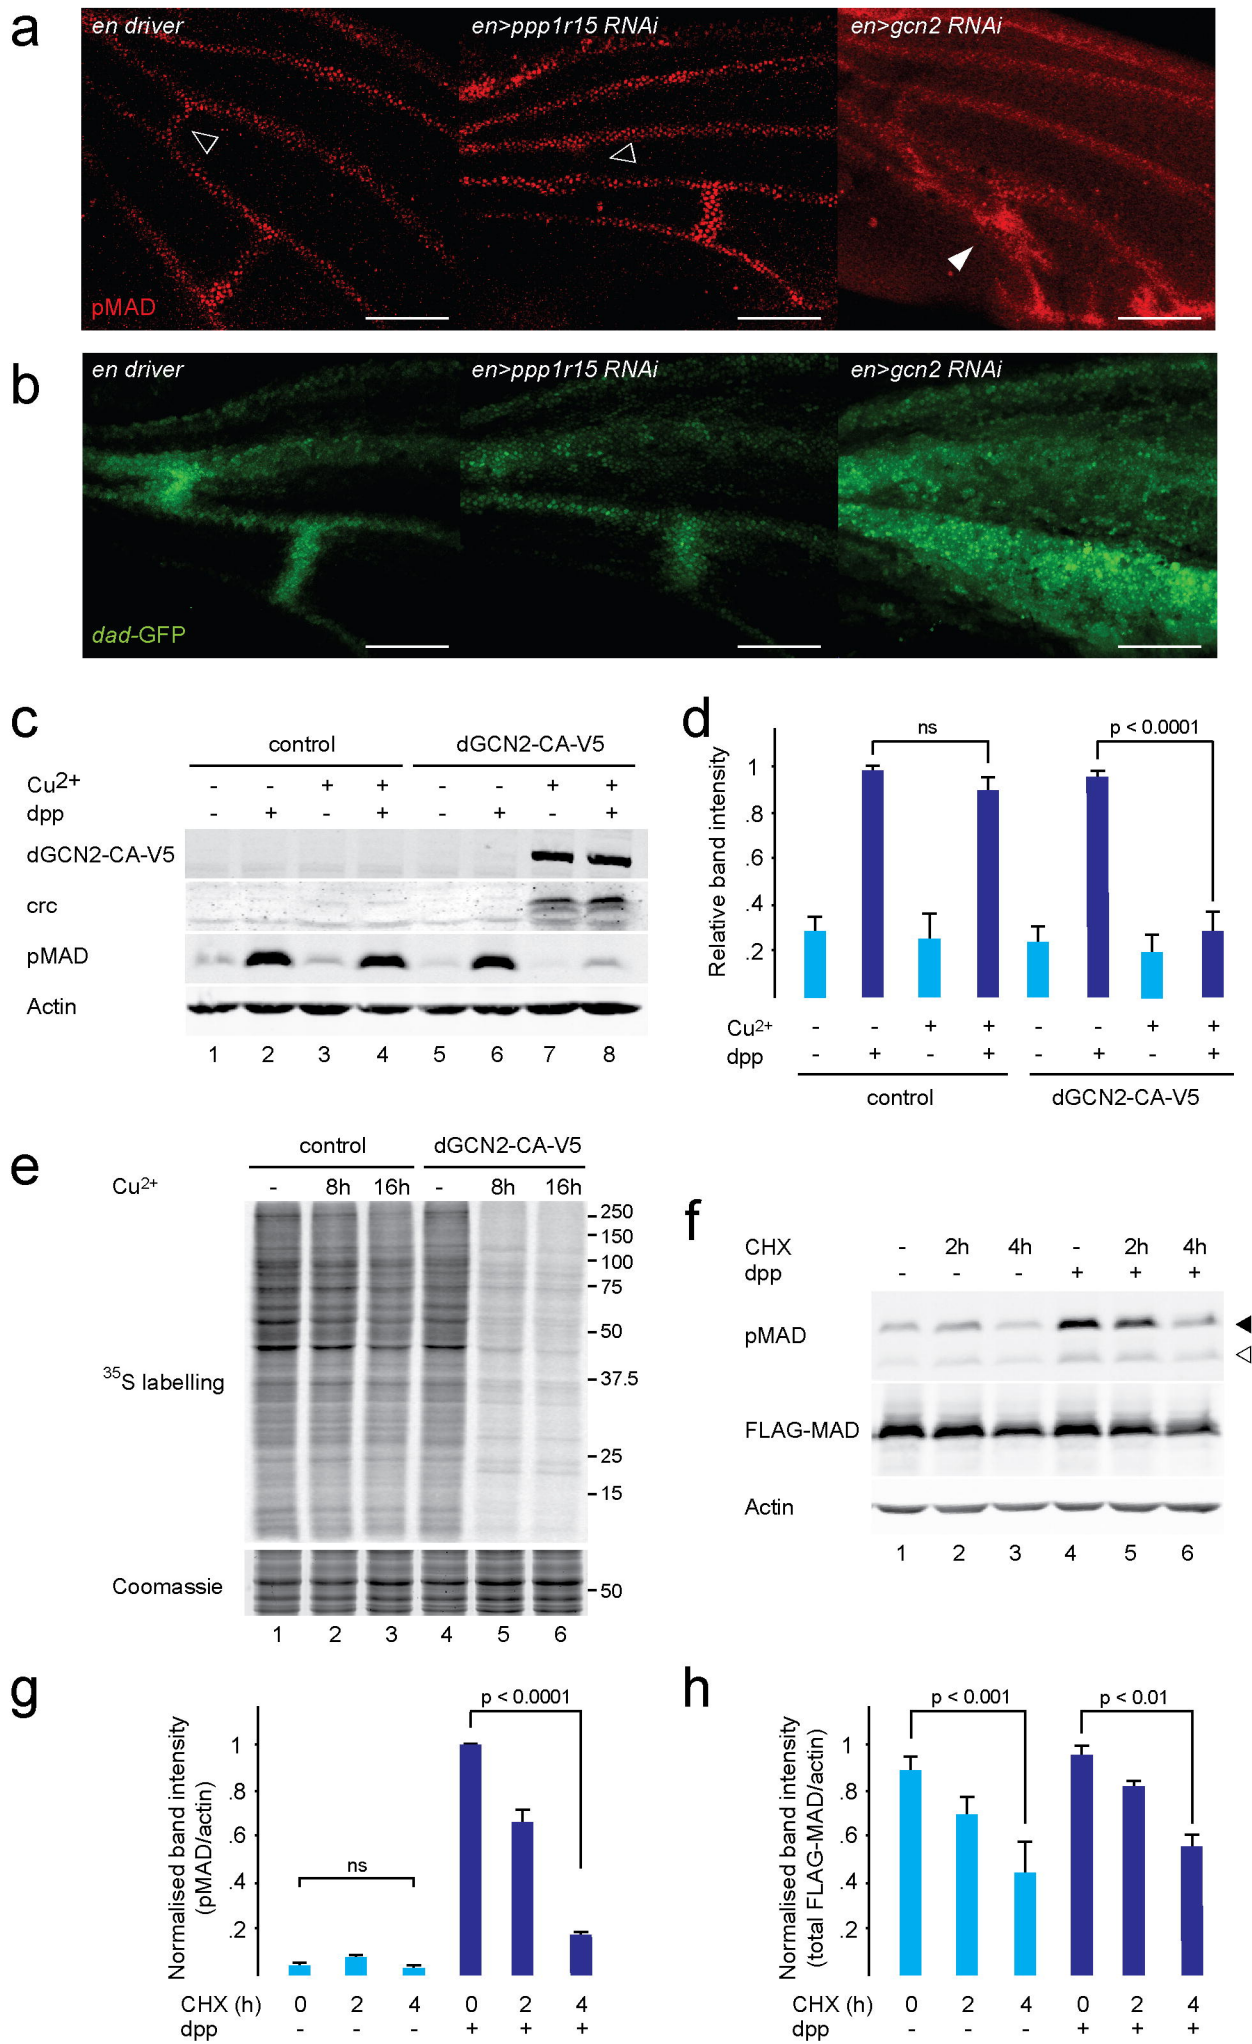 a
en driver
en>ppp1r15 RNAi
en>gcn2 RNAi
pMAD
b
en driver
en>ppp1r15 RNAi
en>gcn2 RNAi
dad-GFP
c
control dGCN2-CA-V5
Cu2+ - - + + - - + +
dpp - + - + - + - +
dGCN2-CA-V5
crc
pMAD
Actin
1 2 3 4 5 6 7 8
d
Relative band intensity
1
.8
.6
.4
.2
ns
p < 0.0001
Cu2+ - - + + - - + +
dpp - + - + - + - +
control dGCN2-CA-V5
e
control dGCN2-CA-V5
Cu2+ - 8h 16h - 8h 16h
35S labelling
250
150
100
75
50
37.5
25
15
Coomassie
50
1 2 3 4 5 6
f
CHX - 2h 4h - 2h 4h
dpp - - - + + +
pMAD
FLAG-MAD
Actin
1 2 3 4 5 6
g
Normalised band intensity
(pMAD/actin)
1
.8
.6
.4
.2
ns
p < 0.0001
CHX (h) 0 2 4 0 2 4
dpp - - - + + +
h
Normalised band intensity
(total FLAG-MAD/actin)
1
.8
.6
.4
.2
p < 0.001
p < 0.01
CHX (h) 0 2 4 0 2 4
dpp - - - + + +